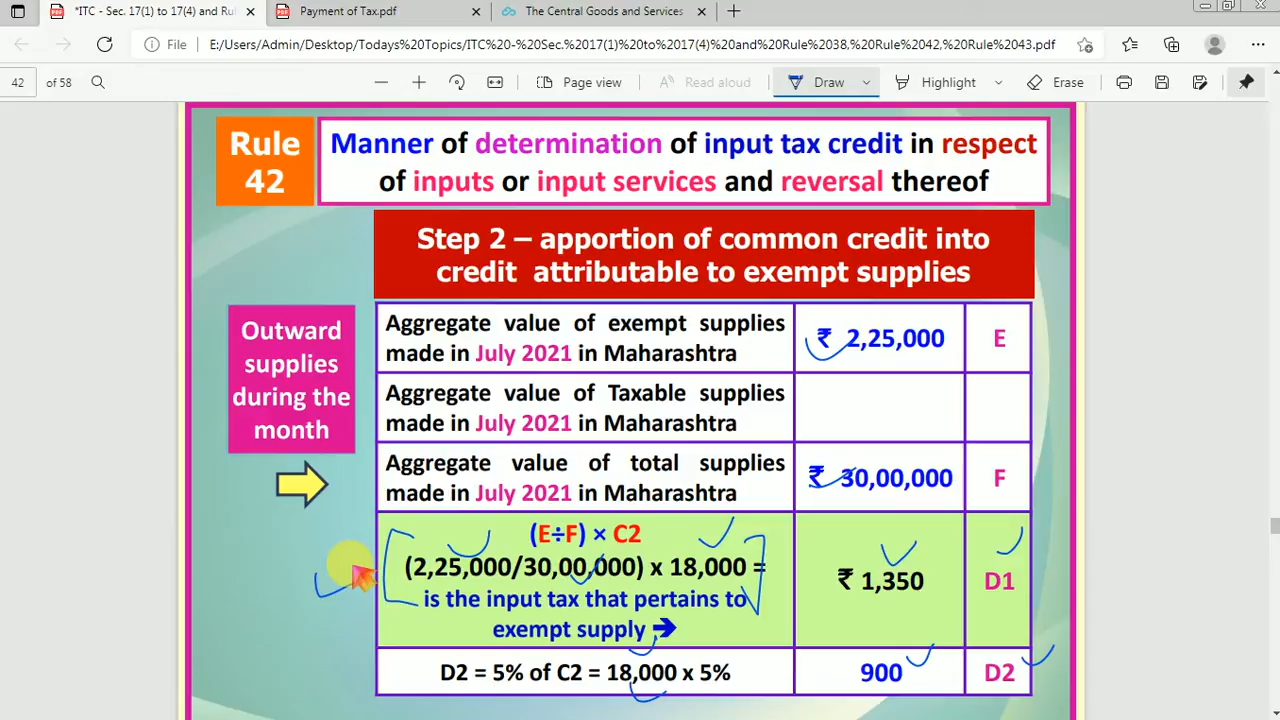 *ITC - Sec. 17(1) to 17(4) and Ru
Payment of Tax.pdf
The Central Goods and Services
File
E:/Users/Admin/Desktop/Todays%20Topics/ITC%20%20Sec.%2017(1)%20to%2017(4)%20and%20Rule%2038,%20Rule%2042,%20Rule%2043.pdf
42 of 58
Page view
Read aloud
Draw
Highlight
Erase
Rule
42
Manner of determination of input tax credit in respect
of inputs or input services and reversal thereof
Step 2 – apportion of common credit into
credit attributable to exempt supplies
Outward
supplies
during the
month
Aggregate value of exempt supplies
made in July 2021 in Maharashtra
₹ 2,25,000
E
Aggregate value of Taxable supplies
made in July 2021 in Maharashtra
Aggregate value of total supplies
made in July 2021 in Maharashtra
₹ 30,00,000
F
(E÷F) × C2
(2,25,000/30,00,000) x 18,000 =
is the input tax that pertains to
exempt supply
₹ 1,350
D1
D2 = 5% of C2 = 18,000 x 5%
900
D2